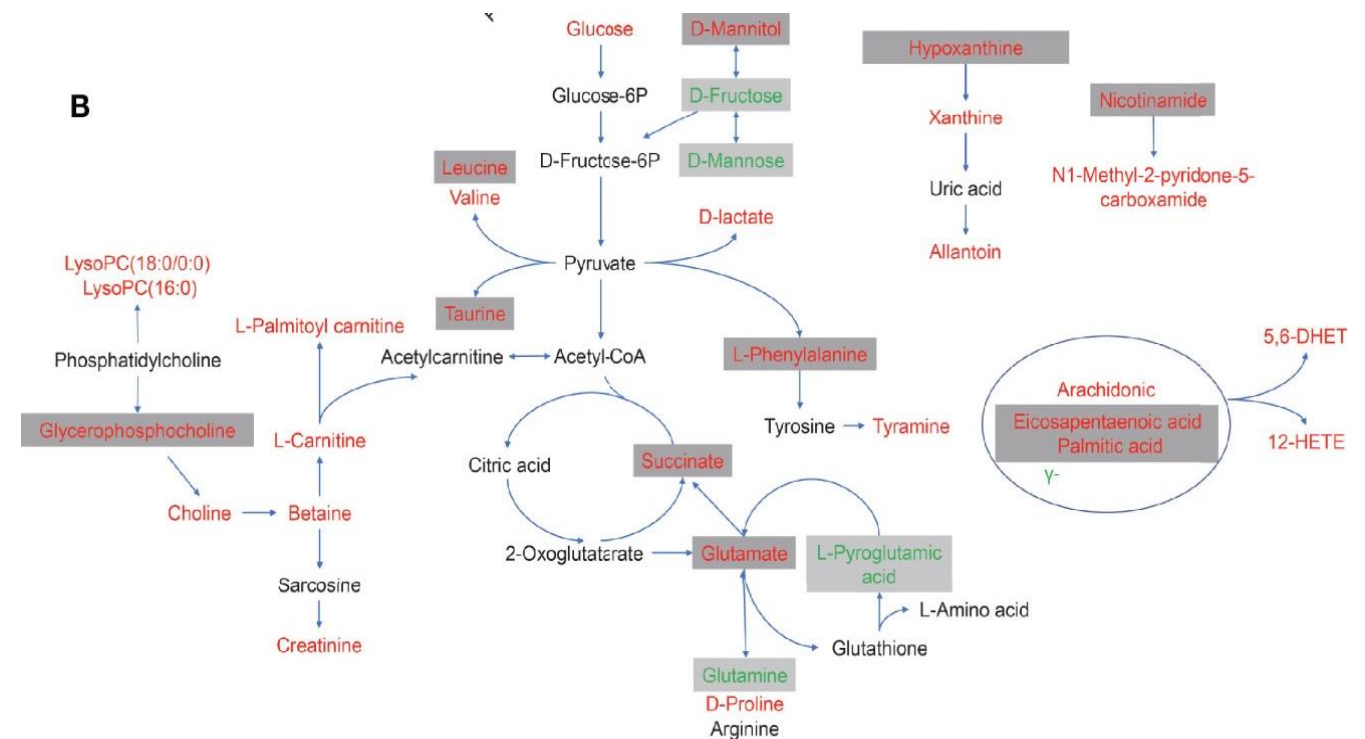 B
Glucose
D-Mannitol
Hypoxanthine
Glucose-6P
D-Fructose
Nicotinamide
Xanthine
Leucine
Valine
D-Fructose-6P
D-Mannose
Uric acid
N1-Methyl-2-pyridone-5-
carboxamide
D-lactate
Allantoin
LysoPC(18:0/0:0)
LysoPC(16:0)
Pyruvate
Taurine
L-Palmitoyl carnitine
Phosphatidylcholine
Acetylcarnitine
Acetyl-CoA
L-Phenylalanine
5,6-DHET
Arachidonic
Eicosapentaenoic acid
Palmitic acid
γ-
12-HETE
Glycerophosphocholine
L-Carnitine
Tyrosine
Tyramine
Citric acid
Succinate
Choline
Betaine
2-Oxoglutatarate
Glutamate
L-Pyroglutamic
acid
Sarcosine
L-Amino acid
Creatinine
Glutathione
Glutamine
D-Proline
Arginine